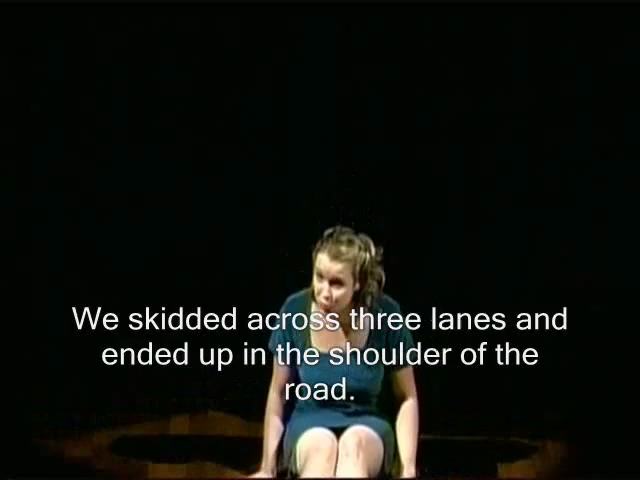 We skidded across three lanes and
ended up in the shoulder of the
road.